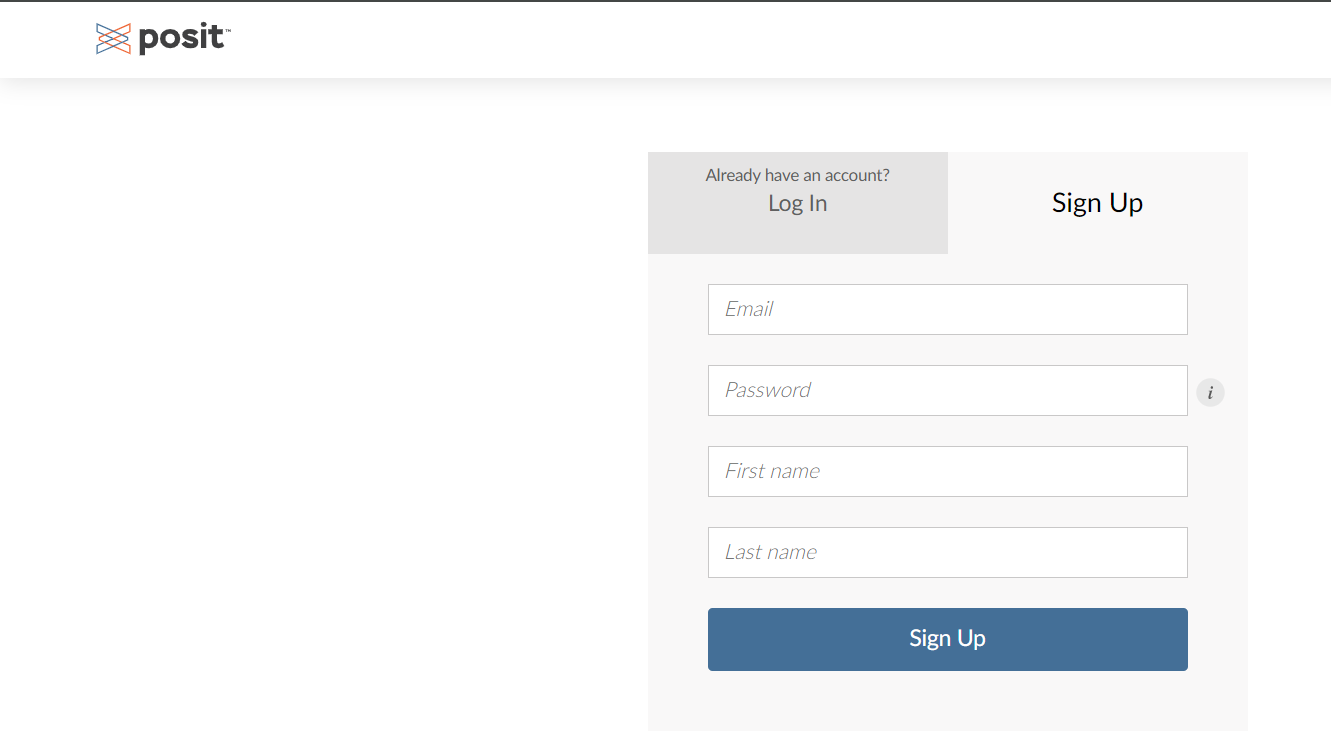 posit™
Already have an account?
Log In
Sign Up
Email
Password
i
First name
Last name
Sign Up